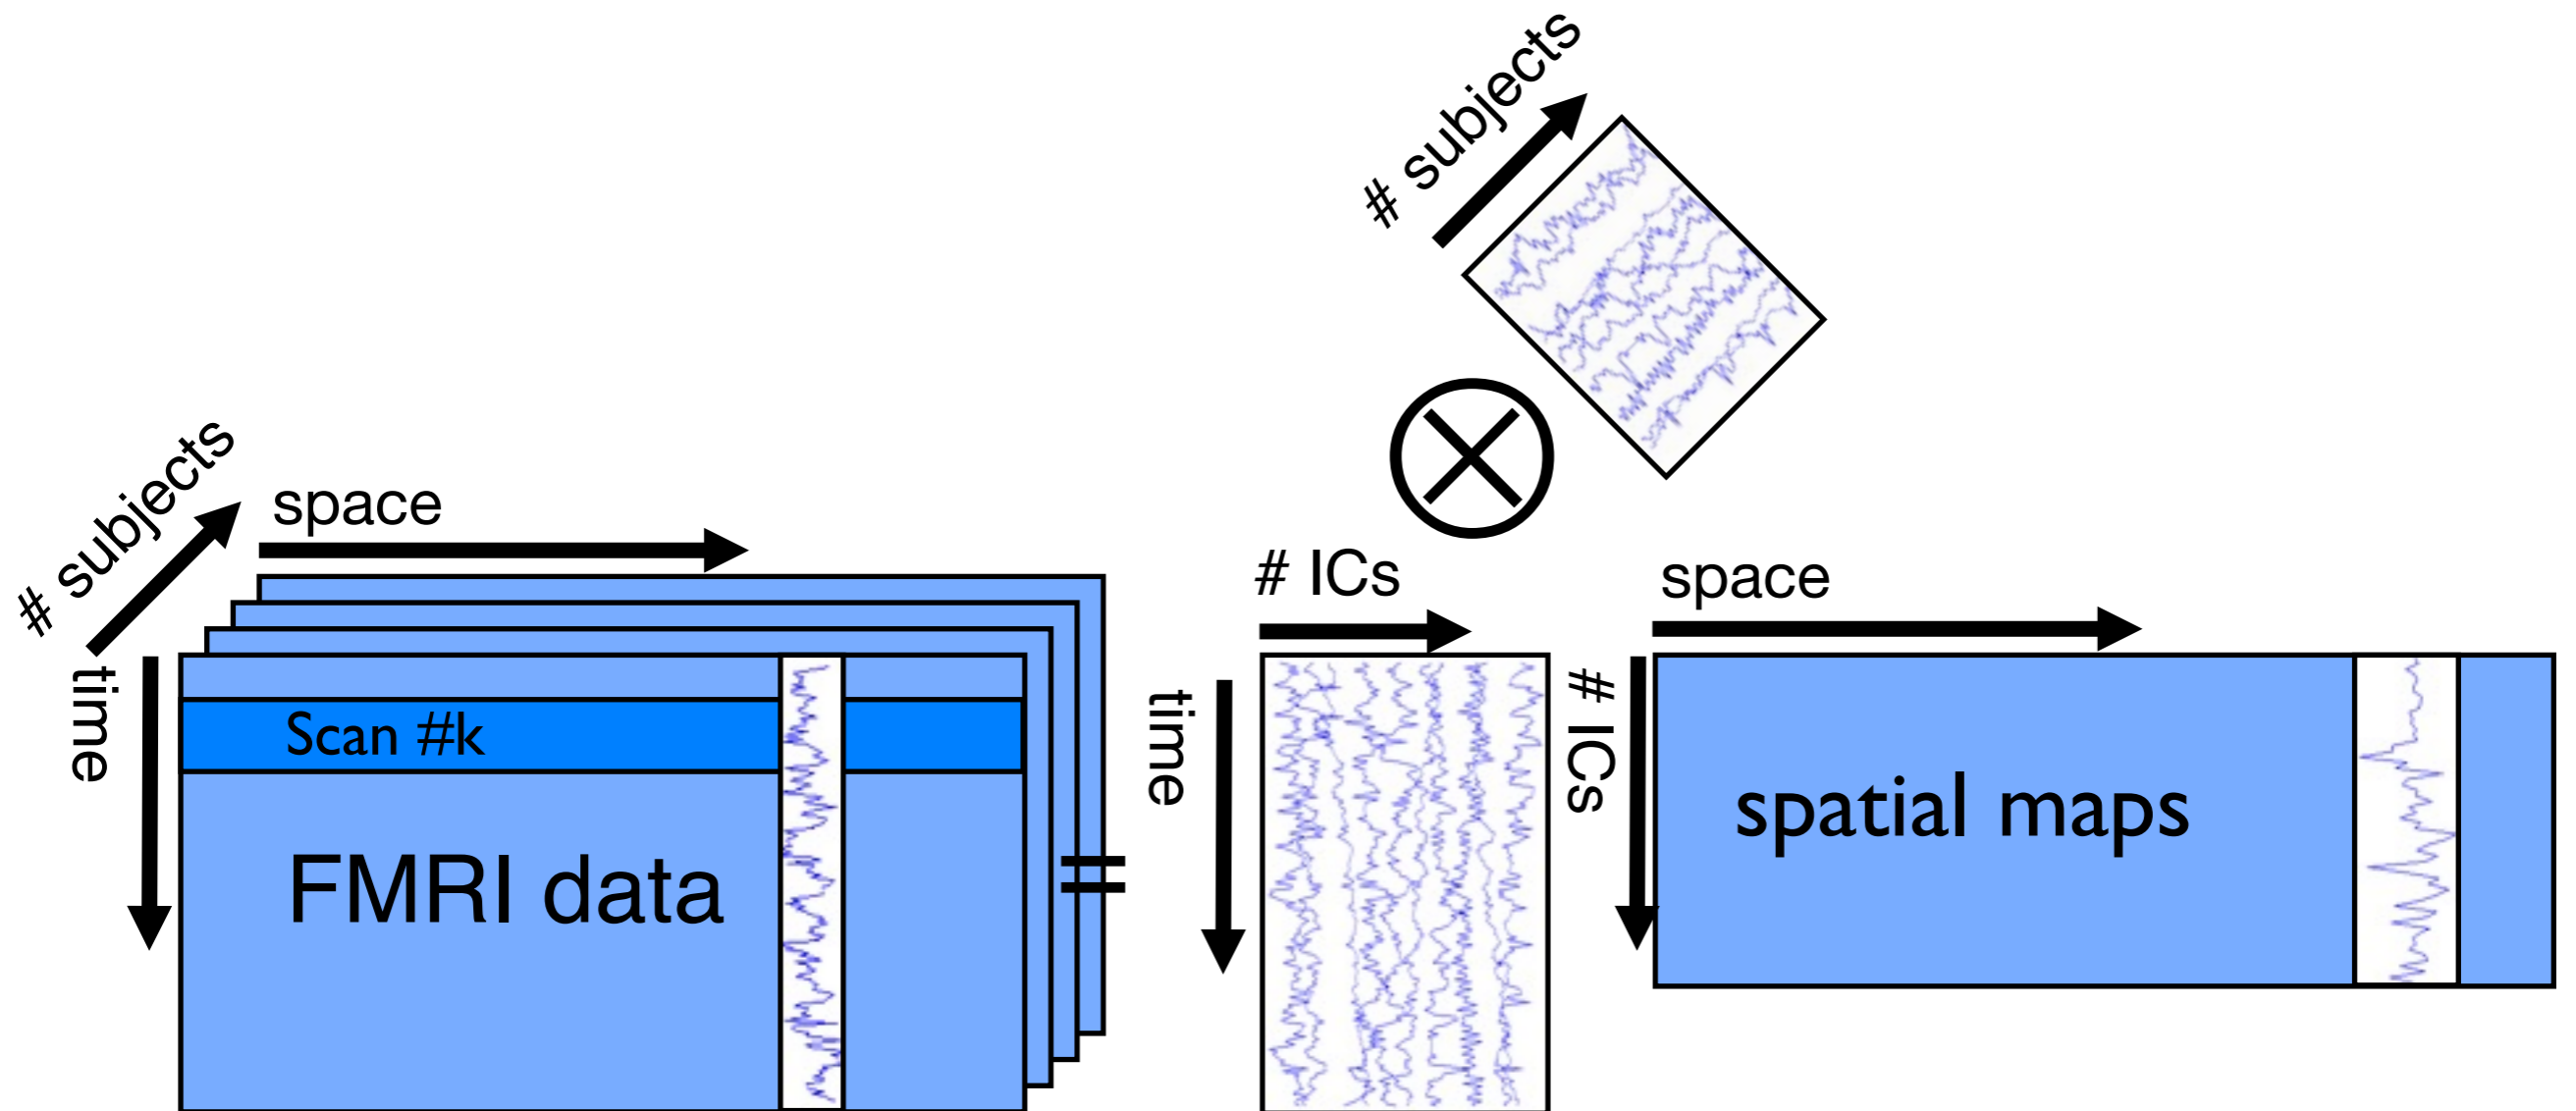 # subjects
# subjects
space
time
Scan #k
FMRI data
=
# ICs
time
space
# ICs
spatial maps